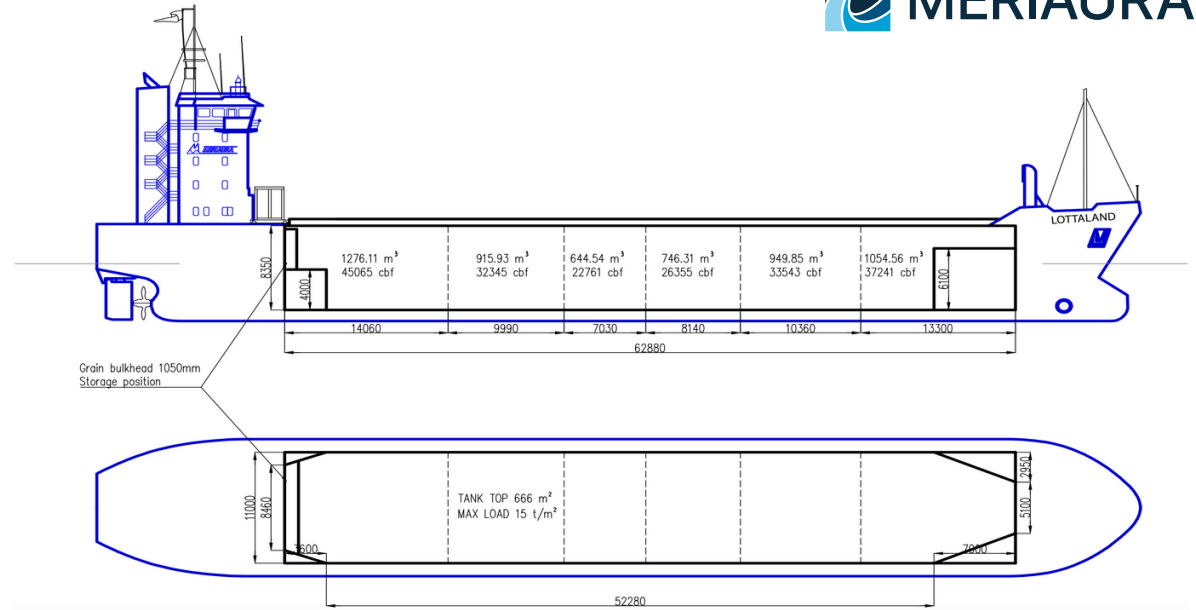 MERIAURA
MERIAURA
LOTTALAND
1276.11 m³
45065 cbf
915.93 m³
32345 cbf
644.54 m³
22761 cbf
746.31 m³
26355 cbf
949.85 m³
33543 cbf
1054.56 m³
37241 cbf
8350
4000
6100
14060
9990
7030
8140
10360
13300
62880
Grain bulkhead 1050mm
Storage position
TANK TOP 666 m²
MAX LOAD 15 t/m²
11000
8460
2950
5100
3600
7000
52280